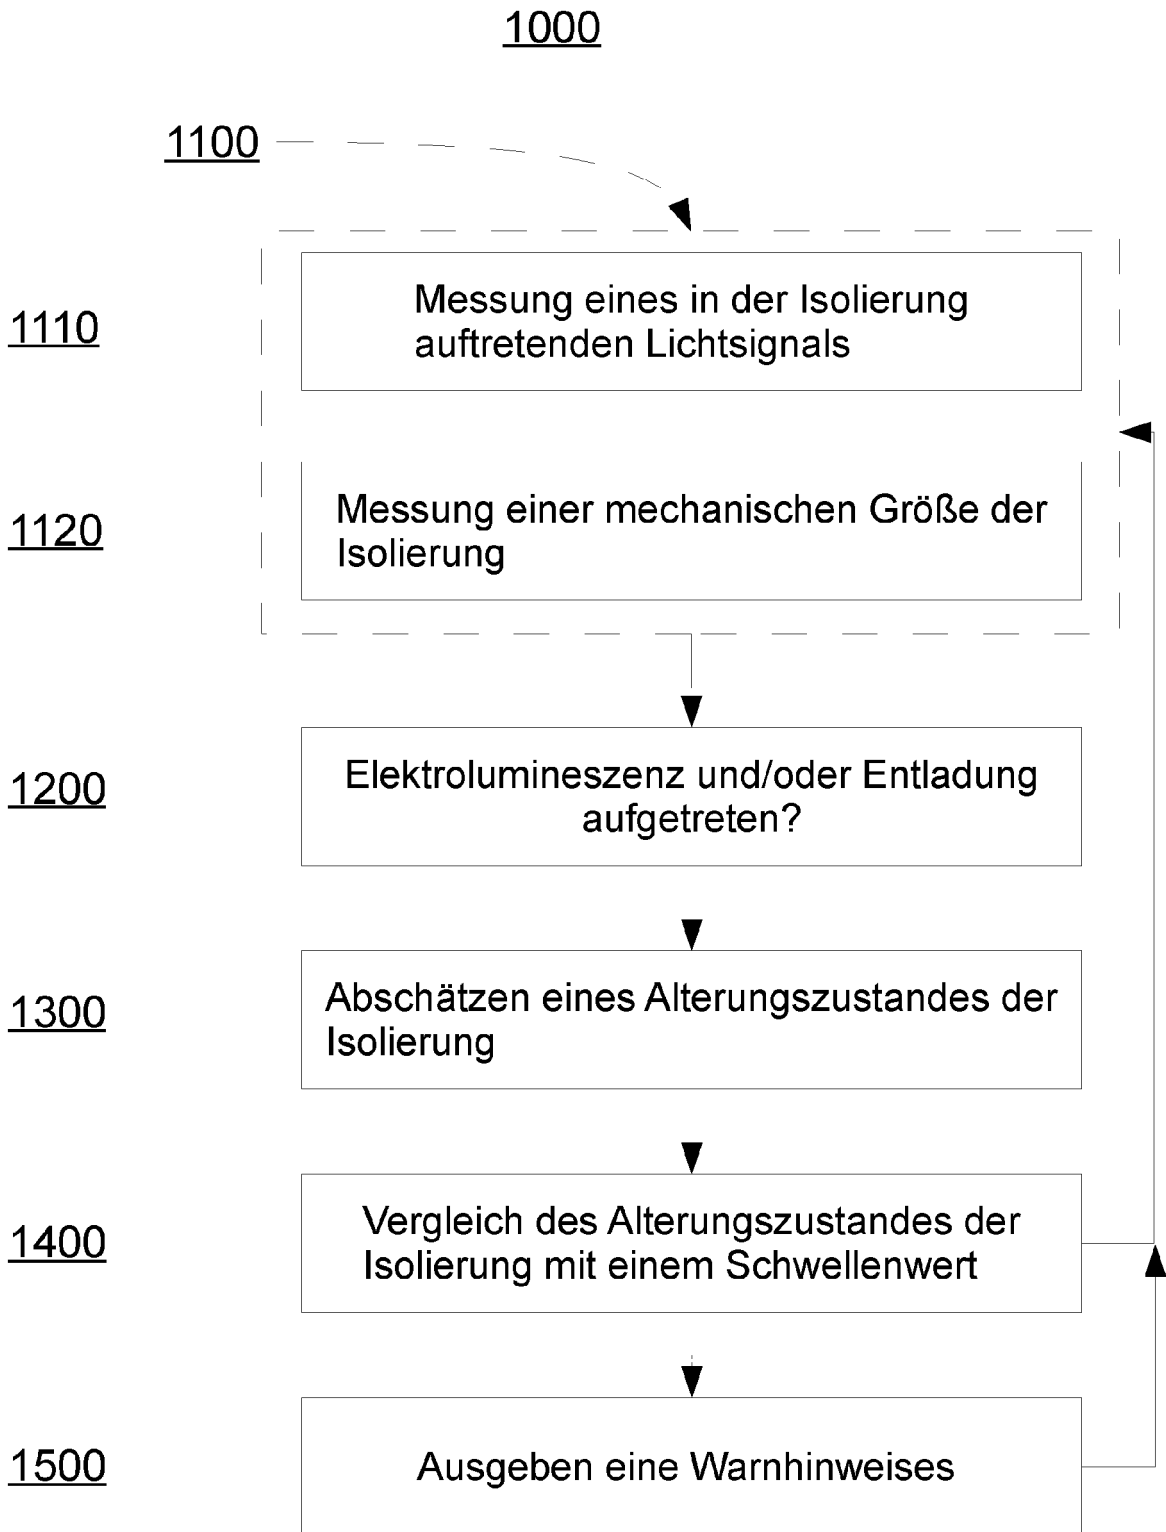 1000
1100
1110
Messung eines in der Isolierung
auftretenden Lichtsignals
1120
Messung einer mechanischen Größe der
Isolierung
1200
Elektrolumineszenz und/oder Entladung
aufgetreten?
1300
Abschätzen eines Alterungszustandes der
Isolierung
1400
Vergleich des Alterungszustandes der
Isolierung mit einem Schwellenwert
1500
Ausgeben eine Warnhinweises